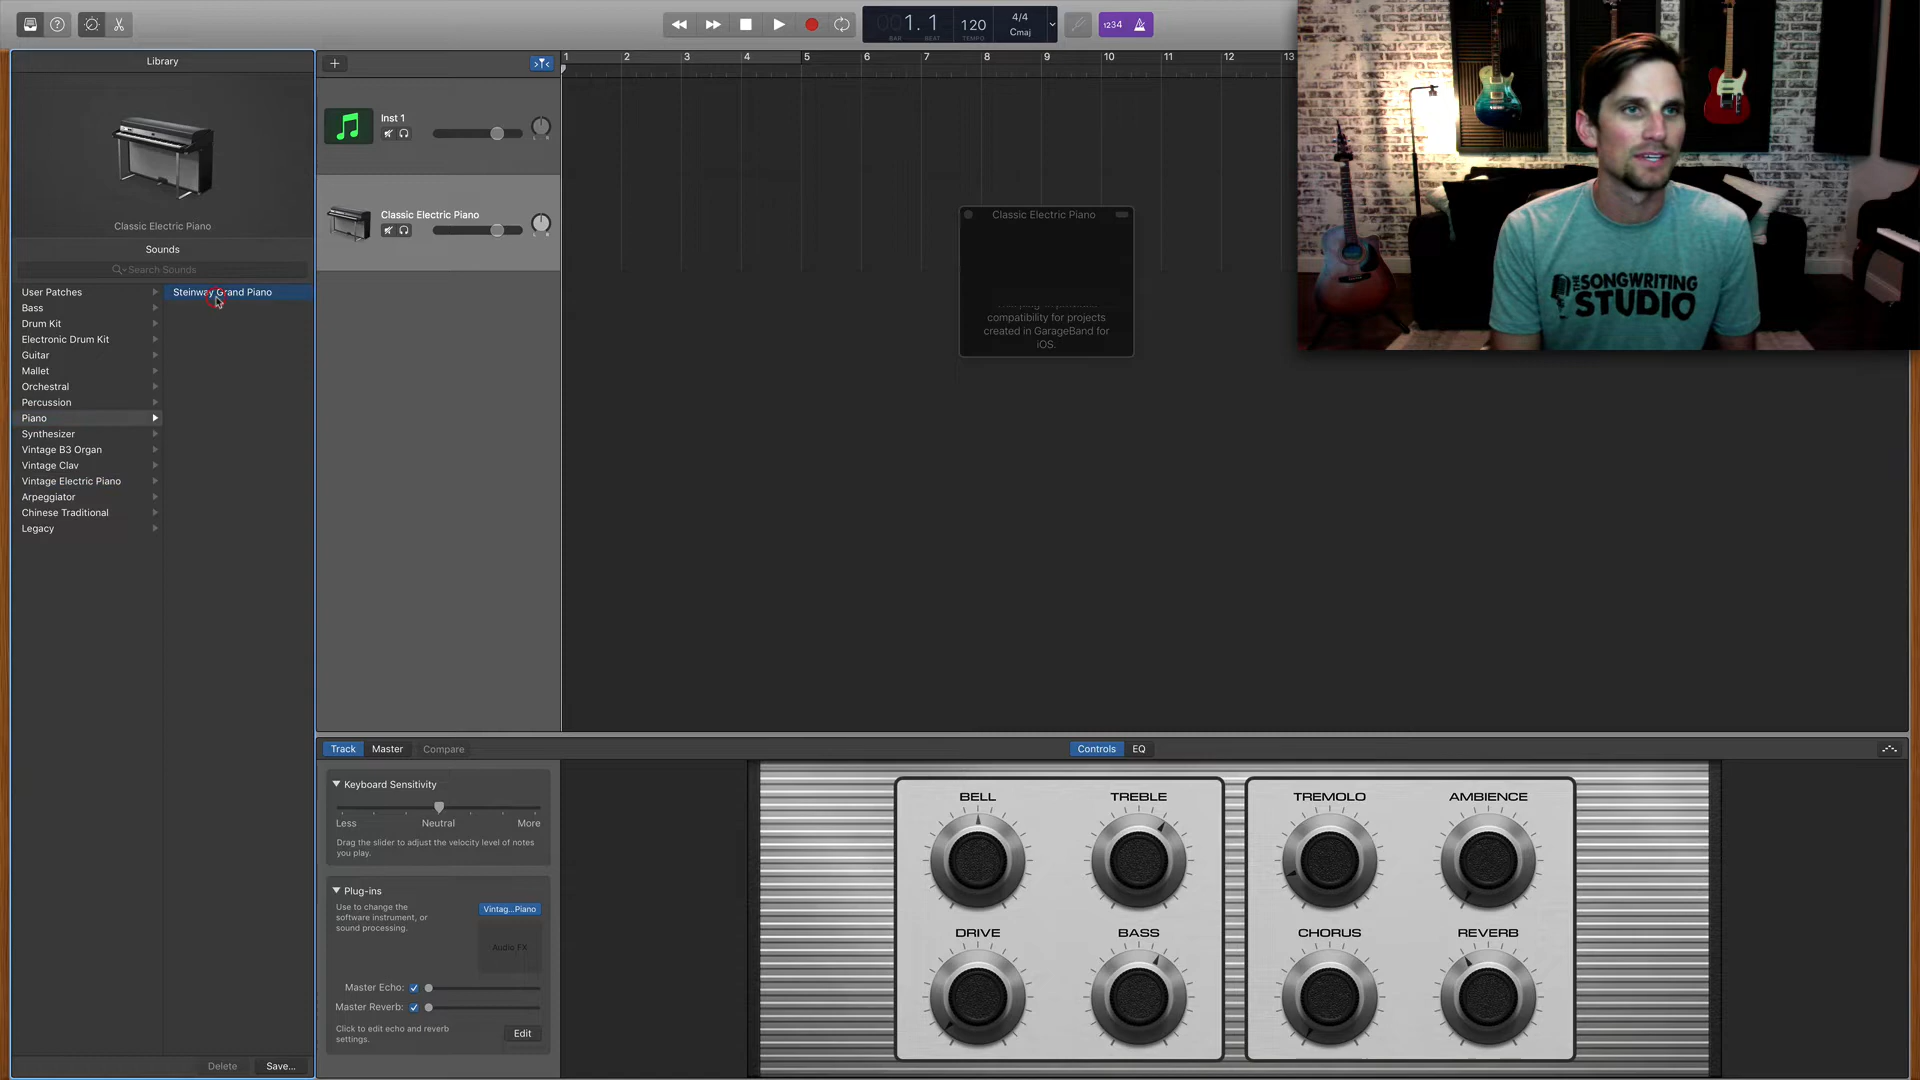 1. 1
BAR
BEAT
120
TEMPO
4/4
Cmaj
1234
Library
Classic Electric Piano
Sounds
Search Sounds
User Patches
Bass
Drum Kit
Electronic Drum Kit
Guitar
Mallet
Orchestral
Percussion
Piano
Synthesizer
Vintage B3 Organ
Vintage Clav
Vintage Electric Piano
Arpeggiator
Chinese Traditional
Legacy
Steinway Grand Piano
Delete
Save...
1 2 3 4 5 6 7 8 9 10 11 12 13
Inst 1
L R
Classic Electric Piano
L R
Classic Electric Piano
compatibility for projects
created in GarageBand for
iOS.
THE
SONGWRITING
STUDIO
Track
Master
Compare
Controls
EQ
Keyboard Sensitivity
Less
Neutral
More
Drag the slider to adjust the velocity level of notes
you play.
Plug-ins
Use to change the
software instrument, or
sound processing.
Vintag...Piano
Audio FX
Master Echo:
Master Reverb:
Click to edit echo and reverb
settings.
Edit
BELL
TREBLE
TREMOLO
AMBIENCE
DRIVE
BASS
CHORUS
REVERB